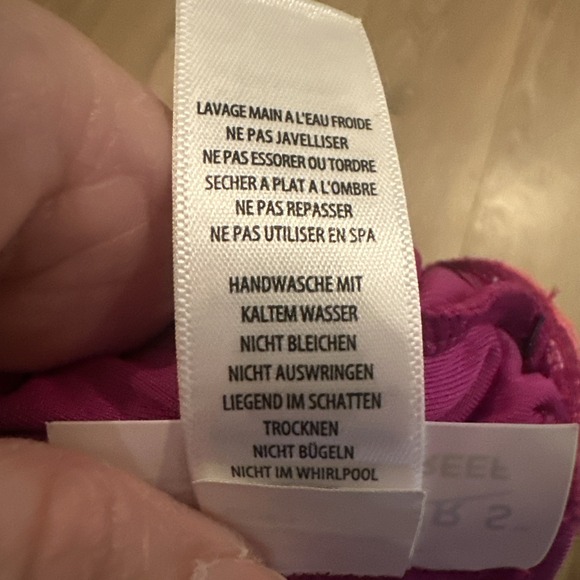 LAVAGE MAIN A L'EAU FROIDE
NE PAS JAVELLISER
NE PAS ESSORER OU TORDRE
SECHER A PLAT A L'OMBRE
NE PAS REPASSER
NE PAS UTILISER EN SPA
HANDWASCHE MIT
KALTEM WASSER
NICHT BLEICHEN
NICHT AUSWRINGEN
LIEGEND IM SCHATTEN
TROCKNEN
NICHT BÜGELN
NICHT IM WHIRLPOOL
REEF